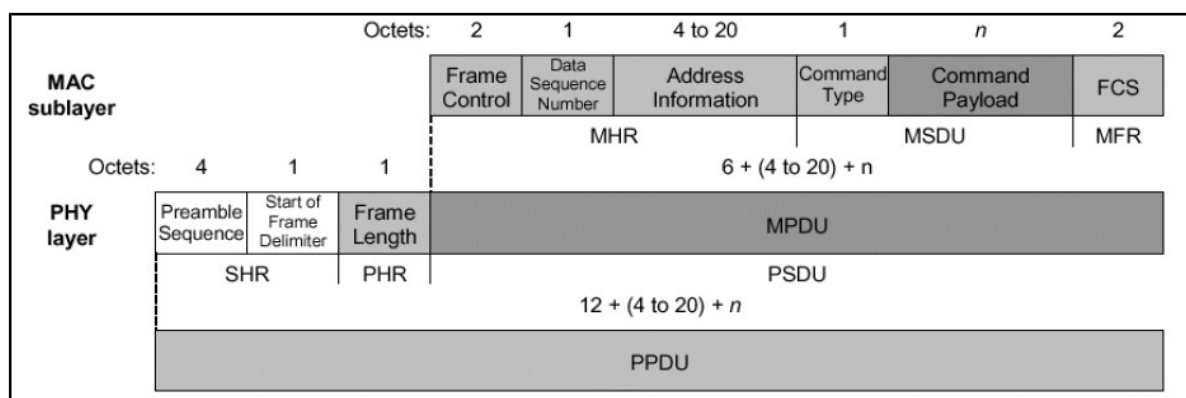 Octets: 2 1 4 to 20 1 n 2
MAC
sublayer
Frame
Control
Data
Sequence
Number
Address
Information
Command
Type
Command
Payload
FCS
MHR MSDU MFR
Octets: 4 1 1 6 + (4 to 20) + n
PHY
layer
Preamble
Sequence
Start of
Frame
Delimiter
Frame
Length
MPDU
SHR PHR PSDU
12 + (4 to 20) + n
PPDU